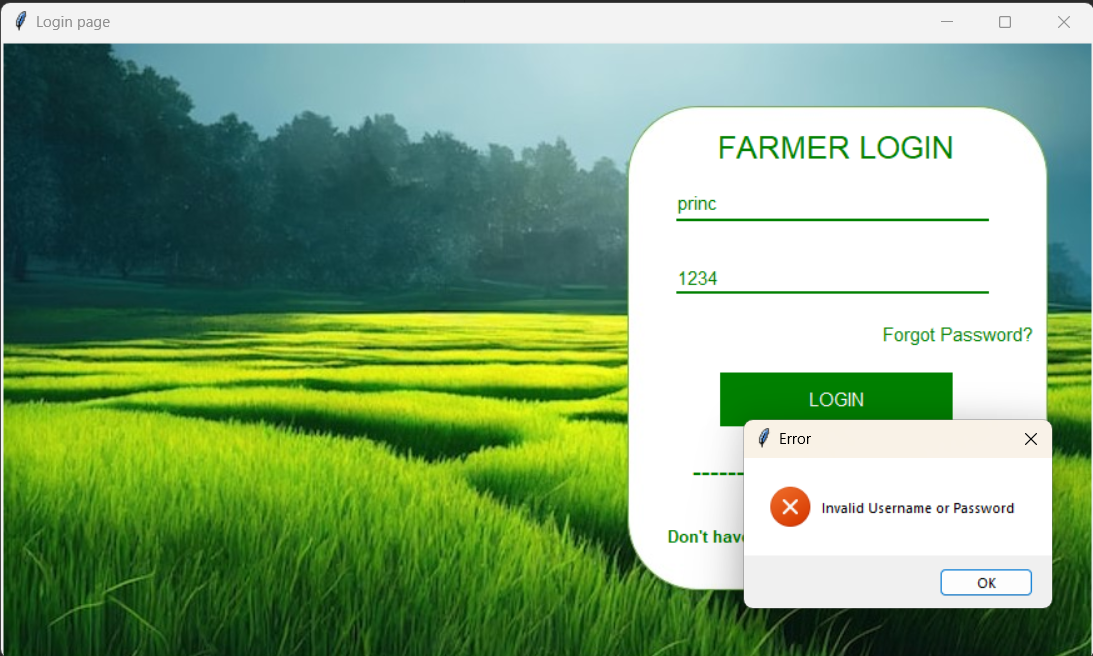 Login page
FARMER LOGIN
princ
1234
Forgot Password?
LOGIN
Error
Invalid Username or Password
Don't have
OK